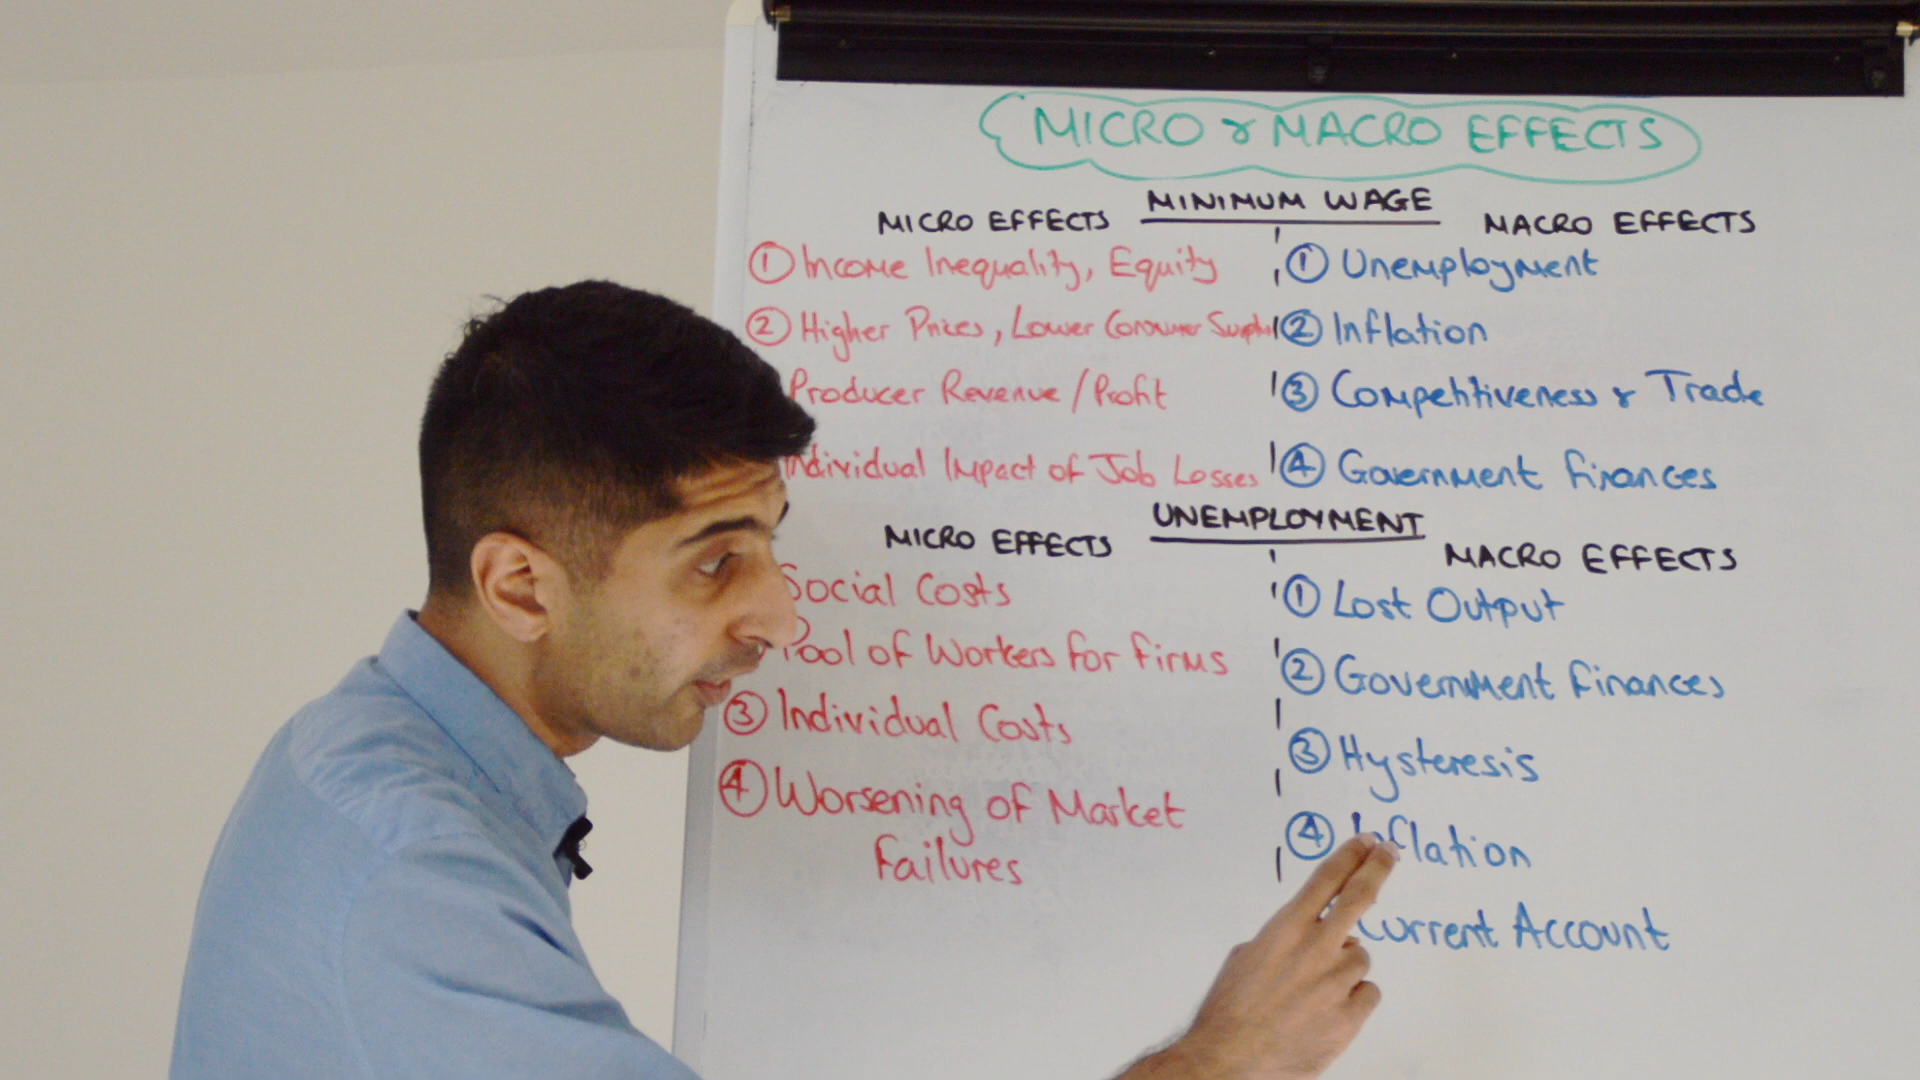 MICRO & MACRO EFFECTS
MINIMUM WAGE
MICRO EFFECTS
MACRO EFFECTS
① Income Inequality, Equity
② Higher Prices, Lower Consumer
Producer Revenue / Profit
Individual Impact of Job Losses
① Unemployment
② Inflation
③ Competitiveness & Trade
④ Government Finances
UNEMPLOYMENT
MICRO EFFECTS
MACRO EFFECTS
Social Costs
Pool of Workers for Firms
③ Individual Costs
④ Worsening of Market
Failures
① Lost Output
② Government Finances
③ Hysteresis
④ Inflation
Current Account